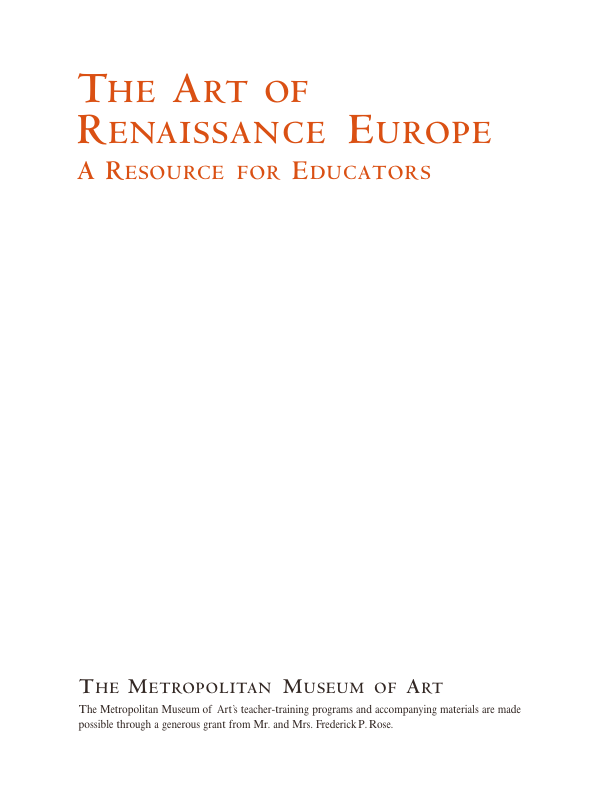 The Art of
Renaissance Europe
A Resource for Educators
The Metropolitan Museum of Art
The Metropolitan Museum of Art's teacher-training programs and accompanying materials are made
possible through a generous grant from Mr. and Mrs. Frederick P. Rose.